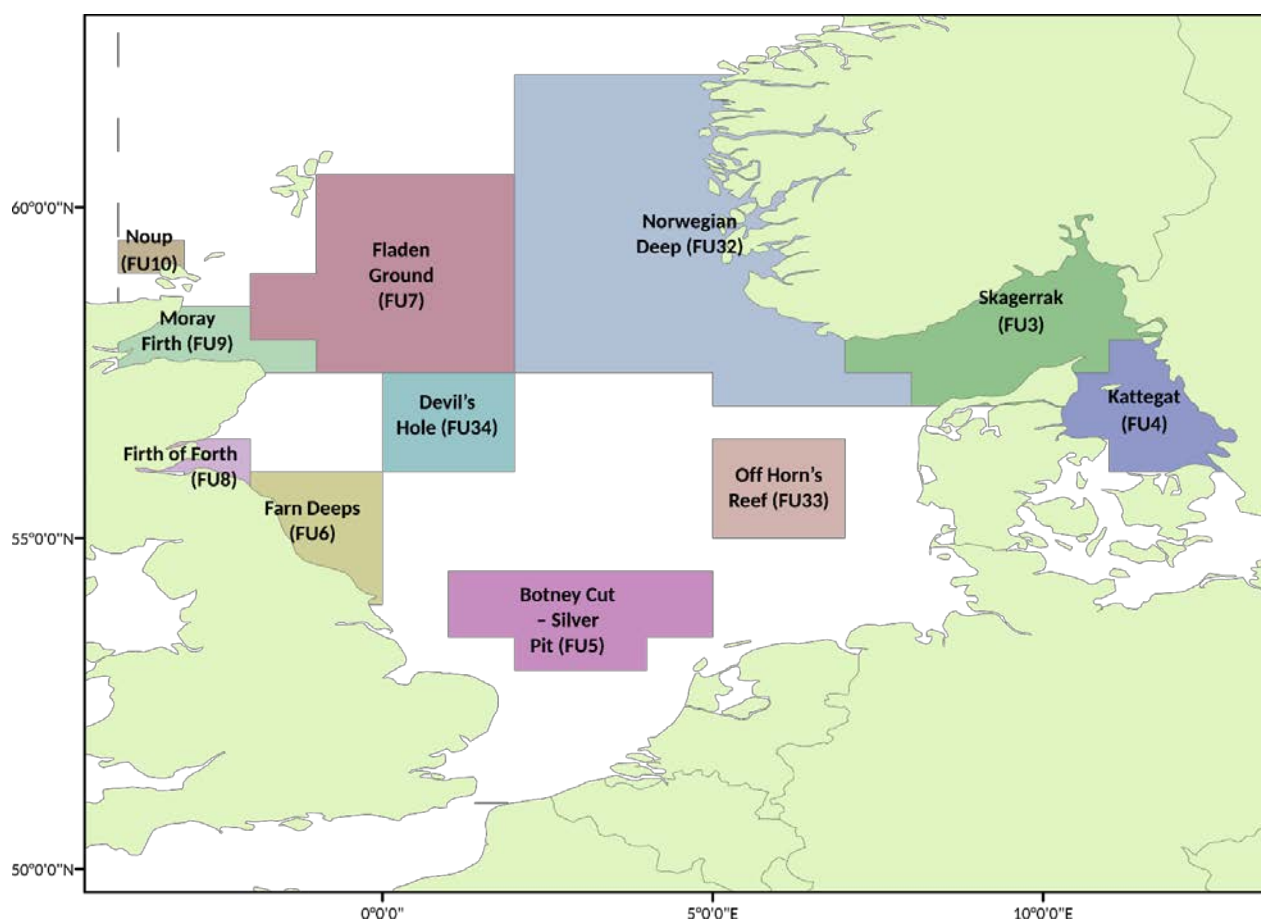 60°0'0"N
Noup
(FU10)
Fladen
Ground
(FU7)
Norwegian
Deep (FU32)
Skagerrak
(FU3)
Moray
Firth (FU9)
Devil's
Hole (FU34)
Kattegat
(FU4)
Firth of Forth
(FU8)
Off Horn's
Reef (FU33)
Farn Deeps
(FU6)
55°0'0"N
Botney Cut
– Silver
Pit (FU5)
50°0'0"N
0°0'0"
5°0'0"E
10°0'0"E